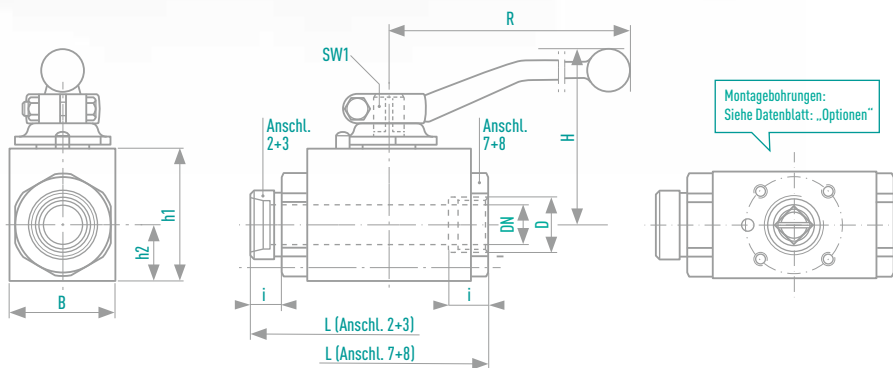 R
SW1
Anschl.
2+3
Anschl.
7+8
H
Montagebohrungen:
Siehe Datenblatt: „Optionen"
h1
h2
B
DN
D
i
i
L (Anschl. 2+3)
L (Anschl. 7+8)